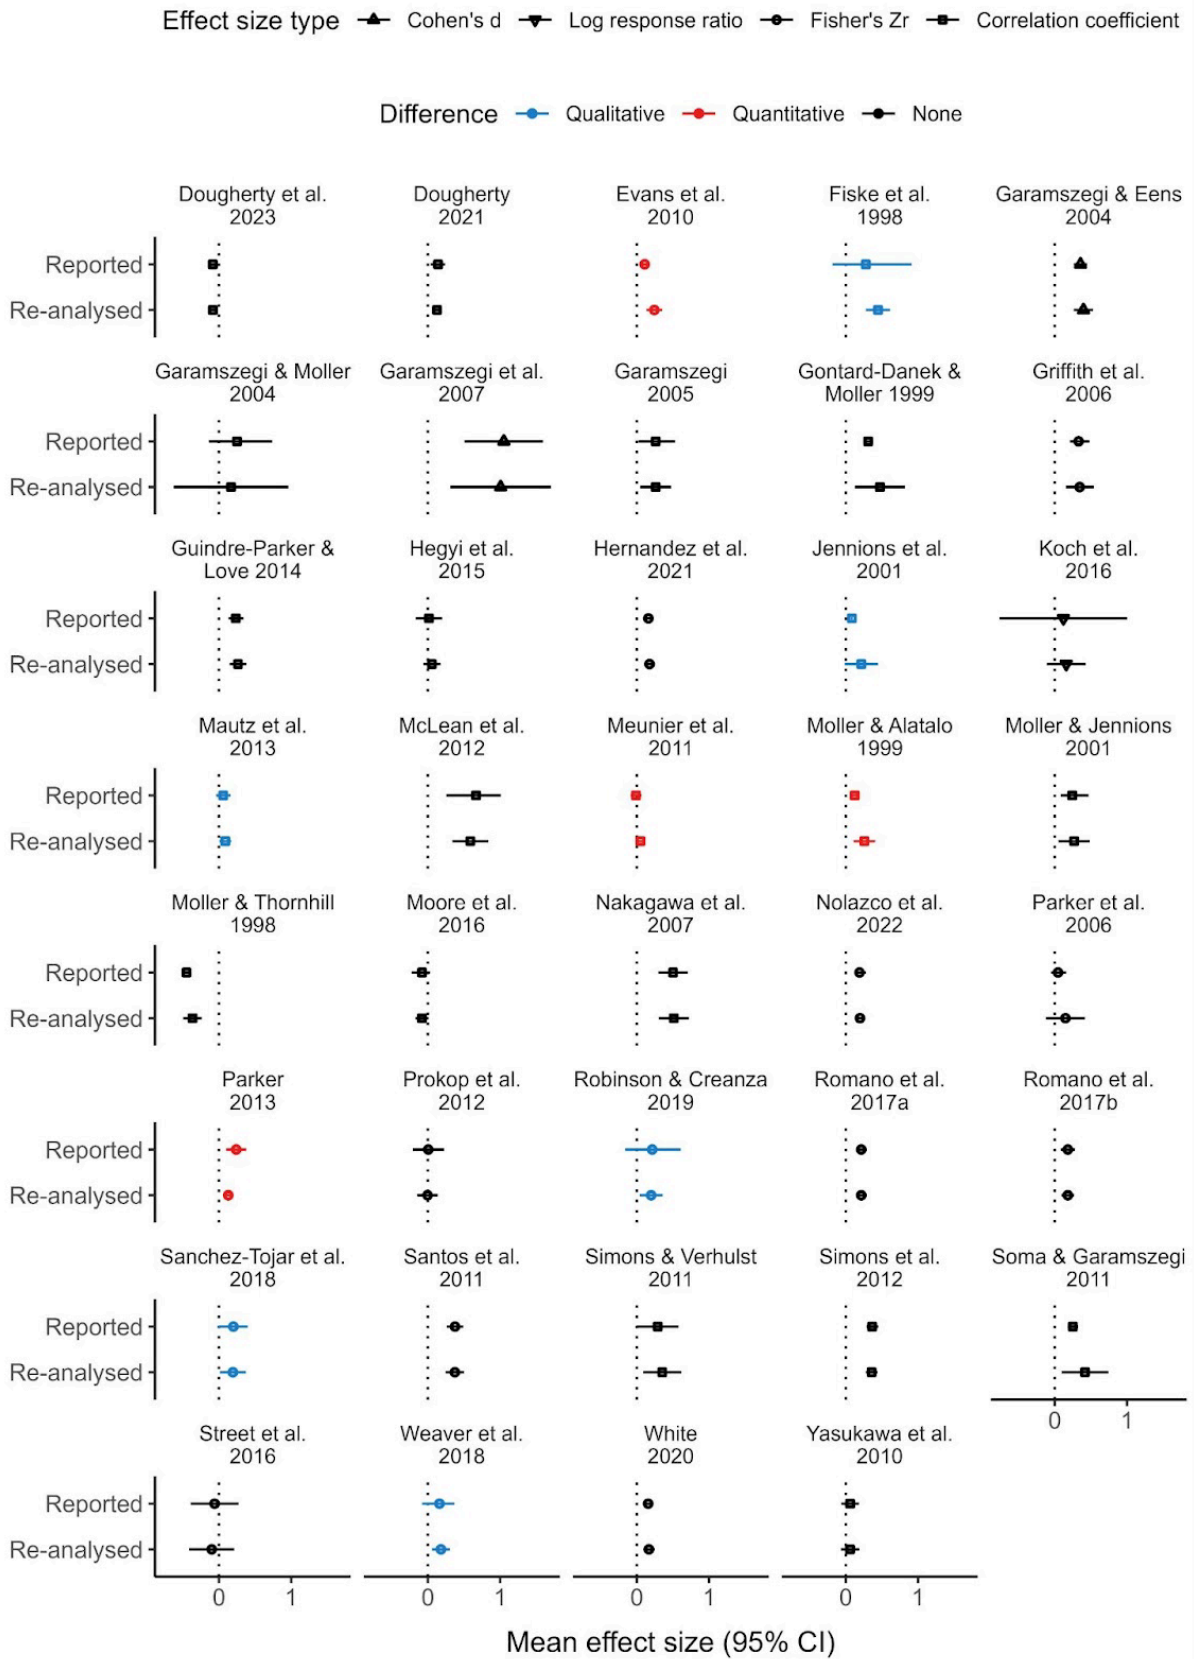 Effect size type Cohen's d Log response ratio Fisher's Zr Correlation coefficient
Difference Qualitative Quantitative None
Dougherty et al. Dougherty Evans et al. Fiske et al. Garamszegi & Eens
2023 2021 2010 1998 2004
Reported
Re-analysed
Garamszegi & Moller Garamszegi et al. Garamszegi Gontard-Danek & Griffith et al.
2004 2007 2005 Moller 1999 2006
Reported
Re-analysed
Guindre-Parker & Hegyi et al. Hernandez et al. Jennions et al. Koch et al.
Love 2014 2015 2021 2001 2016
Reported
Re-analysed
Mautz et al. McLean et al. Meunier et al. Moller & Alatalo Moller & Jennions
2013 2012 2011 1999 2001
Reported
Re-analysed
Moller & Thornhill Moore et al. Nakagawa et al. Nolazco et al. Parker et al.
1998 2016 2007 2022 2006
Reported
Re-analysed
Parker Prokop et al. Robinson & Creanza Romano et al. Romano et al.
2013 2012 2019 2017a 2017b
Reported
Re-analysed
Sanchez-Tojar et al. Santos et al. Simons & Verhulst Simons et al. Soma & Garamszegi
2018 2011 2011 2012 2011
Reported
Re-analysed
0 1
Street et al. Weaver et al. White Yasukawa et al.
2016 2018 2020 2010
Reported
Re-analysed
0 1 0 1 0 1 0 1
Mean effect size (95% CI)